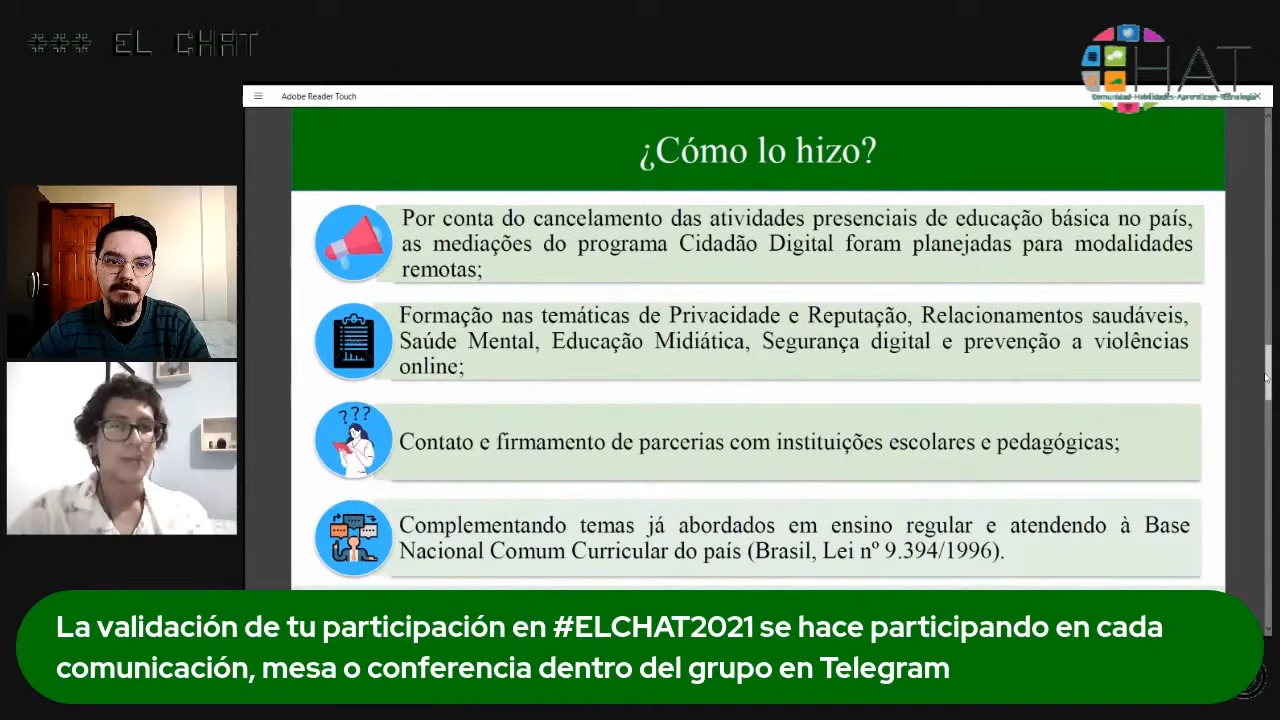 ### EL CHAT
HAT
Comunidad-Habilidades-Aprendizaje-Tecnología
Adobe Reader Touch
¿Cómo lo hizo?
Por conta do cancelamento das atividades presenciais de educação básica no país,
as mediações do programa Cidadão Digital foram planejadas para modalidades
remotas;
Formação nas temáticas de Privacidade e Reputação, Relacionamentos saudáveis,
Saúde Mental, Educação Midiática, Segurança digital e prevenção a violências
online;
???
Contato e firmamento de parcerias com instituições escolares e pedagógicas;
Complementando temas já abordados em ensino regular e atendendo à Base
Nacional Comum Curricular do país (Brasil, Lei nº 9.394/1996).
La validación de tu participación en #ELCHAT2021 se hace participando en cada
comunicación, mesa o conferencia dentro del grupo en Telegram